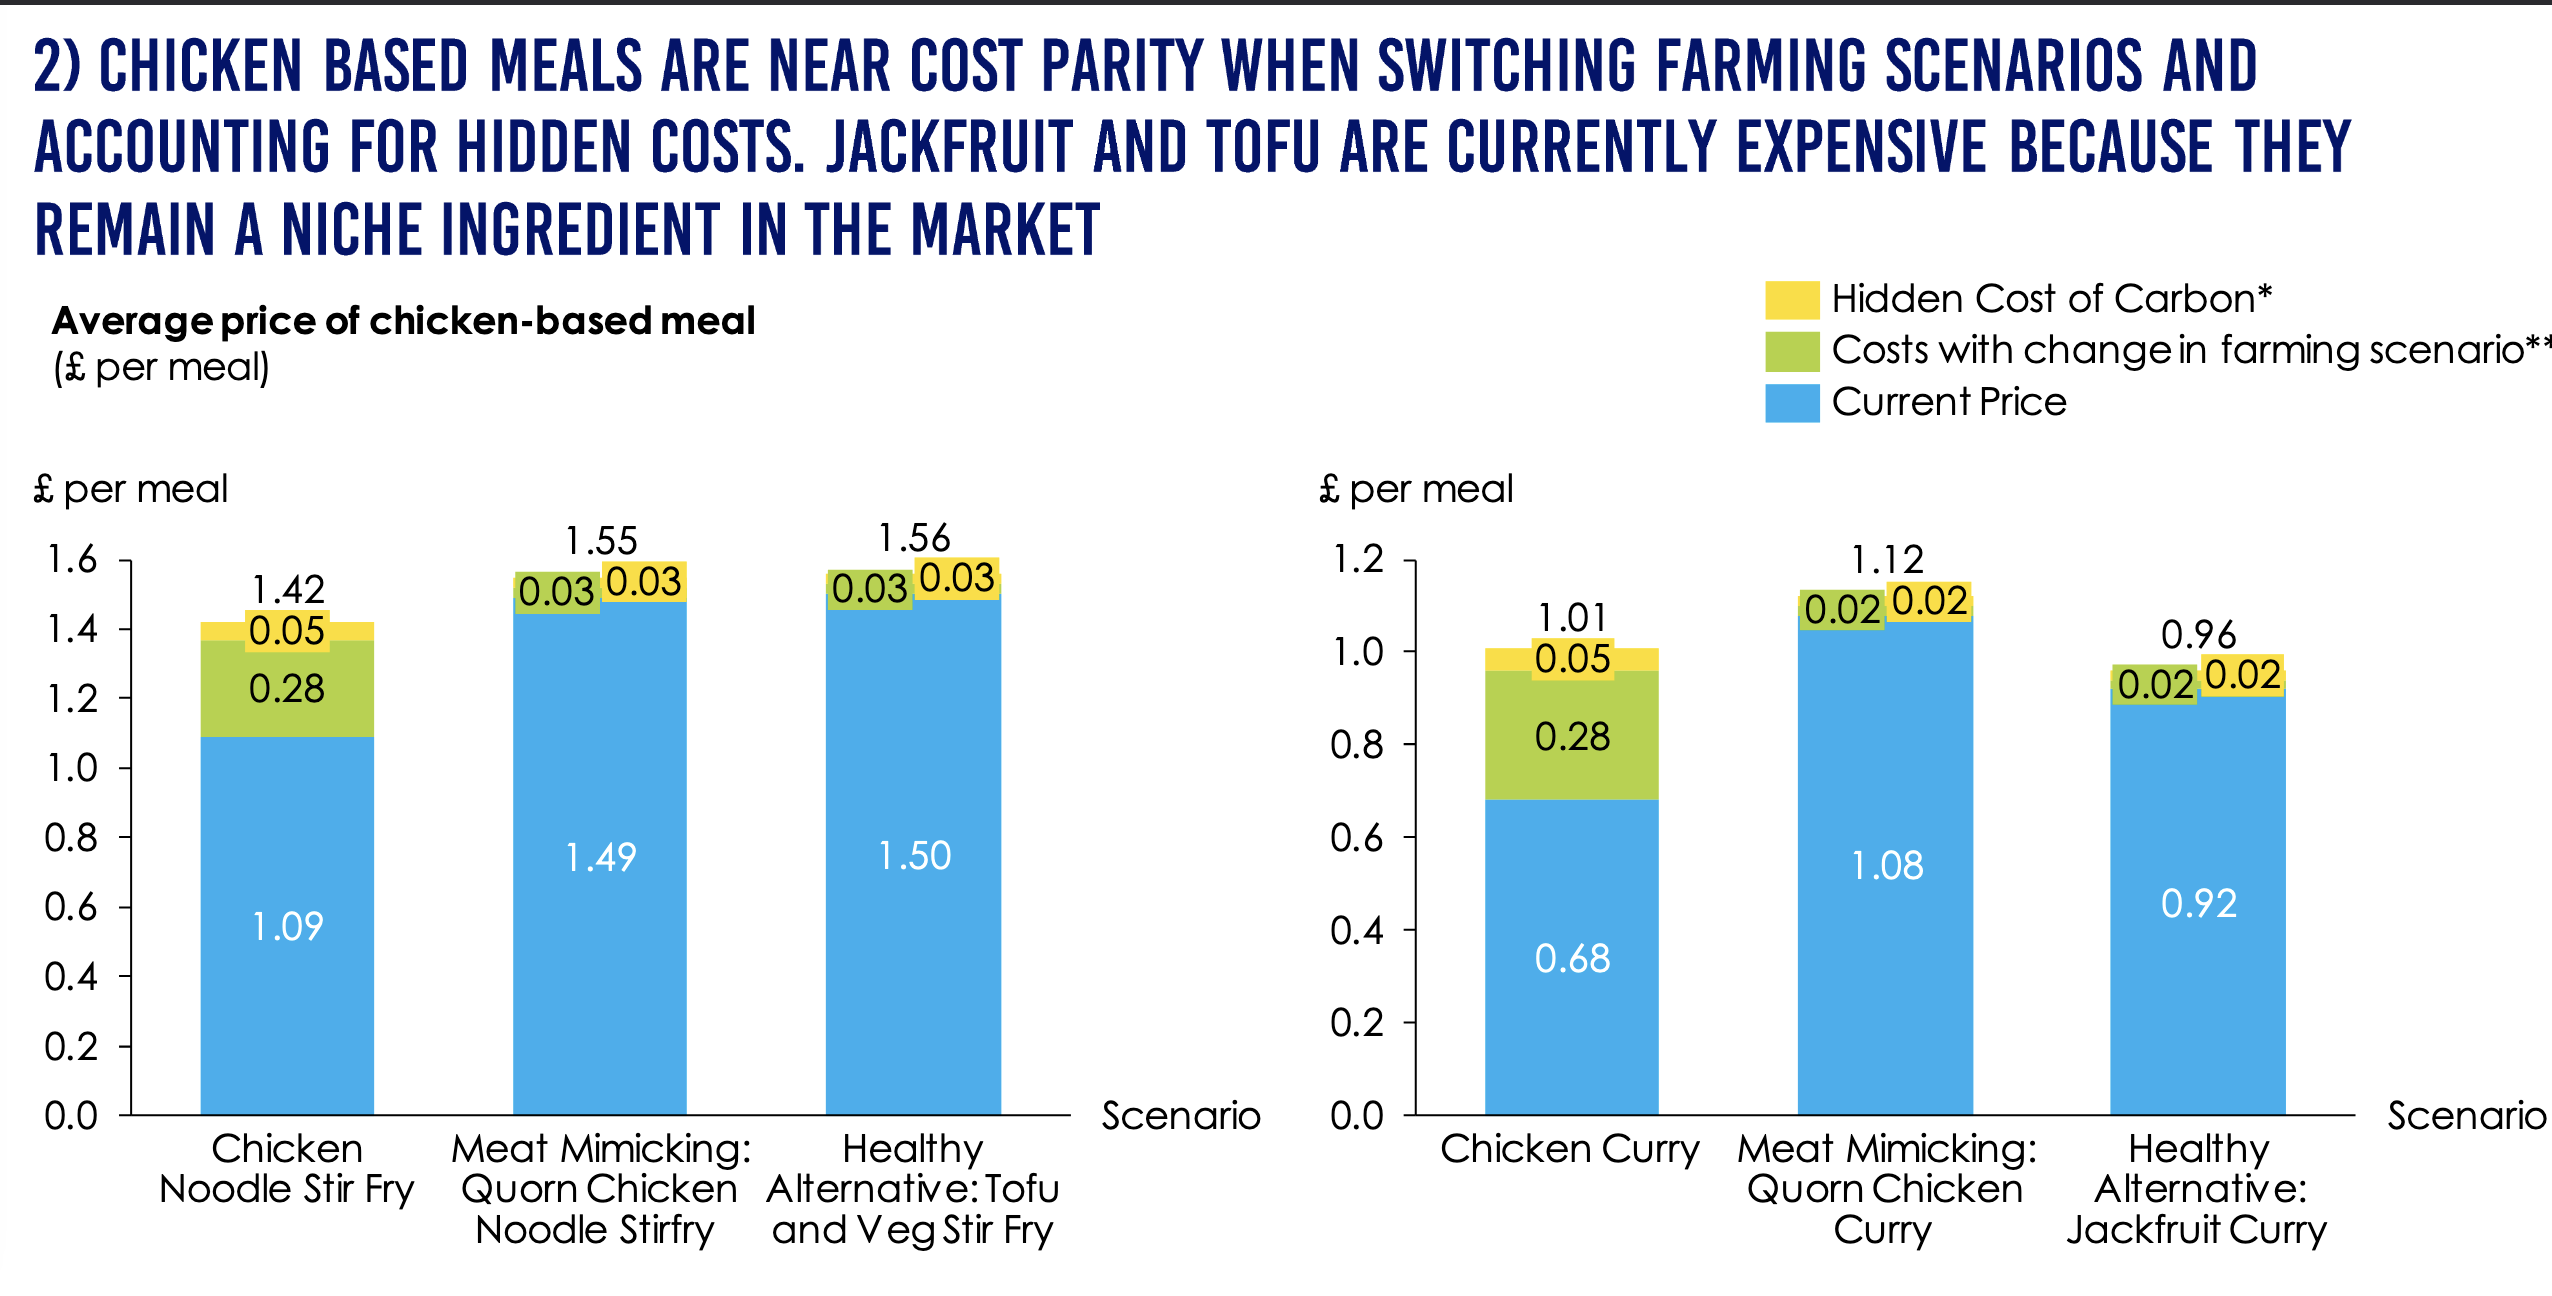 2) CHICKEN BASED MEALS ARE NEAR COST PARITY WHEN SWITCHING FARMING SCENARIOS AND
ACCOUNTING FOR HIDDEN COSTS. JACKFRUIT AND TOFU ARE CURRENTLY EXPENSIVE BECAUSE THEY
REMAIN A NICHE INGREDIENT IN THE MARKET
Average price of chicken-based meal
(£ per meal)
Hidden Cost of Carbon*
Costs with change in farming scenario**
Current Price
£ per meal
1.6
1.4
1.2
1.0
0.8
0.6
0.4
0.2
0.0
1.42
0.05
0.28
1.09
1.55
0.03 0.03
1.49
1.56
0.03 0.03
1.50
Scenario
Chicken
Noodle Stir Fry
Meat Mimicking:
Quorn Chicken
Noodle Stirfry
Healthy
Alternative: Tofu
and Veg Stir Fry
£ per meal
1.2
1.0
0.8
0.6
0.4
0.2
0.0
1.01
0.05
0.28
0.68
1.12
0.02 0.02
1.08
0.96
0.02 0.02
0.92
Scenario
Chicken Curry
Meat Mimicking:
Quorn Chicken
Curry
Healthy
Alternative:
Jackfruit Curry